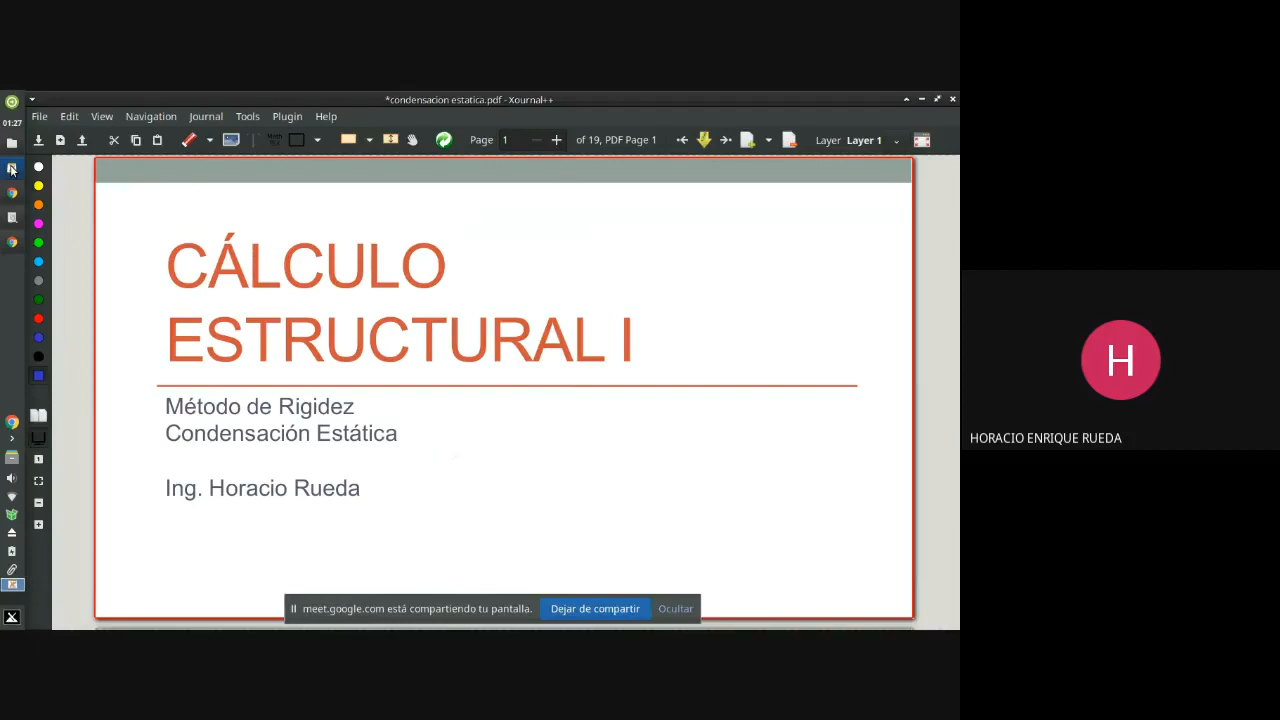 *condensacion estatica.pdf - Xournal++
01:27
File Edit View Navigation Journal Tools Plugin Help
Page 1 of 19, PDF Page 1 Layer Layer 1
CÁLCULO
ESTRUCTURAL I
Método de Rigidez
Condensación Estática
Ing. Horacio Rueda
meet.google.com está compartiendo tu pantalla. Dejar de compartir Ocultar
H
HORACIO ENRIQUE RUEDA